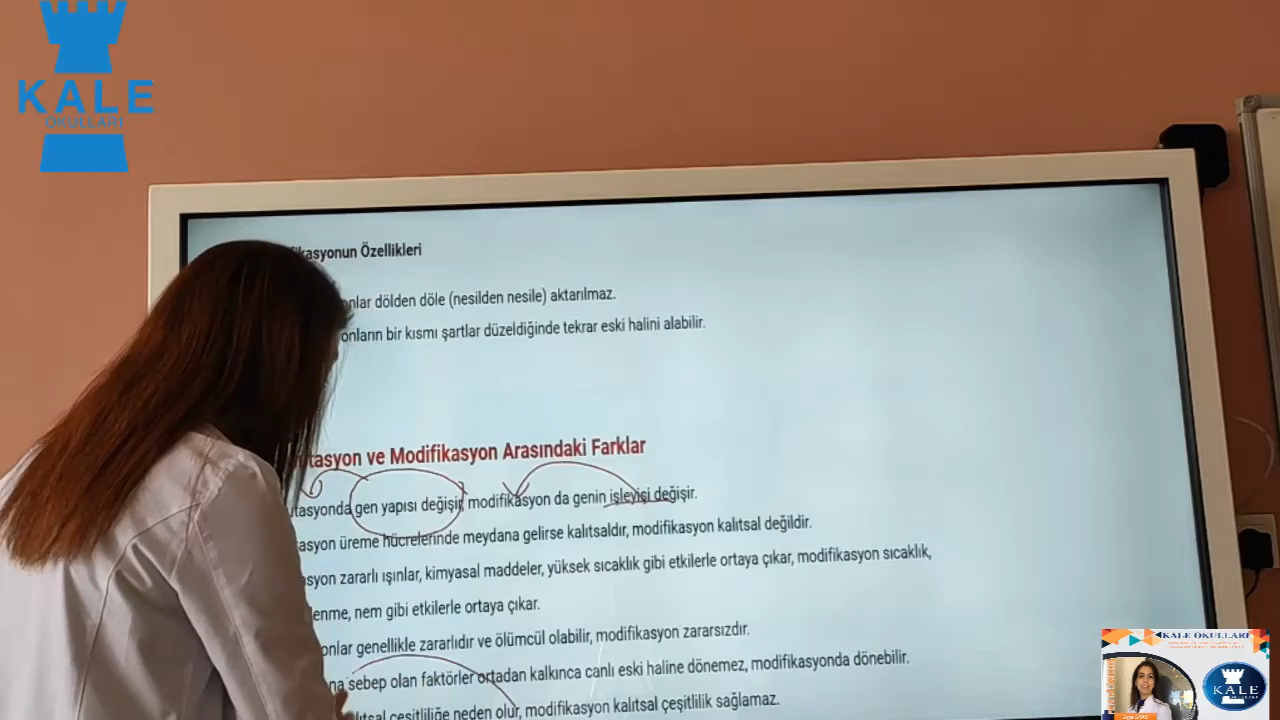 KALE
OKULLARI
fikasyonun Özellikleri
onlar dölden döle (nesilden nesile) aktarılmaz.
onların bir kısmı şartlar düzeldiğinde tekrar eski halini alabilir.
tasyon ve Modifikasyon Arasındaki Farklar
utasyonda gen yapısı değişir, modifikasyon da genin işleyişi değişir.
tasyon üreme hücrelerinde meydana gelirse kalıtsaldır, modifikasyon kalıtsal değildir.
asyon zararlı ışınlar, kimyasal maddeler, yüksek sıcaklık gibi etkilerle ortaya çıkar, modifikasyon sıcaklık,
lenme, nem gibi etkilerle ortaya çıkar.
onlar genellikle zararlıdır ve ölümcül olabilir, modifikasyon zararsızdır.
na sebep olan faktörler ortadan kalkınca canlı eski haline dönemez, modifikasyonda dönebilir.
lıtsal çeşitliliğe neden olur, modifikasyon kalıtsal çeşitlilik sağlamaz.
KALE OKULLARI
KALE